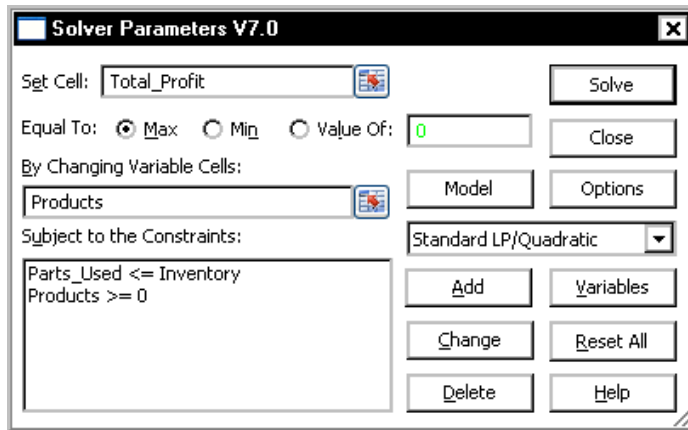 Solver Parameters V7.0
Set Cell: Total_Profit
Solve
Equal To: Max Min Value Of: 0
Close
By Changing Variable Cells:
Products
Model Options
Subject to the Constraints:
Standard LP/Quadratic
Parts_Used <= Inventory
Products >= 0
Add Variables
Change Reset All
Delete Help